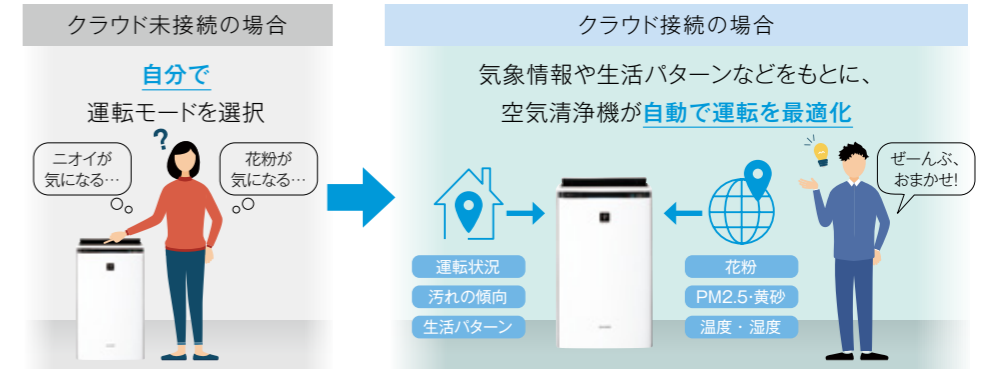 クラウド未接続の場合
自分で
運転モードを選択
?
ニオイが
気になる…
花粉が
気になる…
クラウド接続の場合
気象情報や生活パターンなどをもとに、
空気清浄機が自動で運転を最適化
ぜーんぶ、
おまかせ!
運転状況
汚れの傾向
生活パターン
花粉
PM2.5・黄砂
温度・湿度